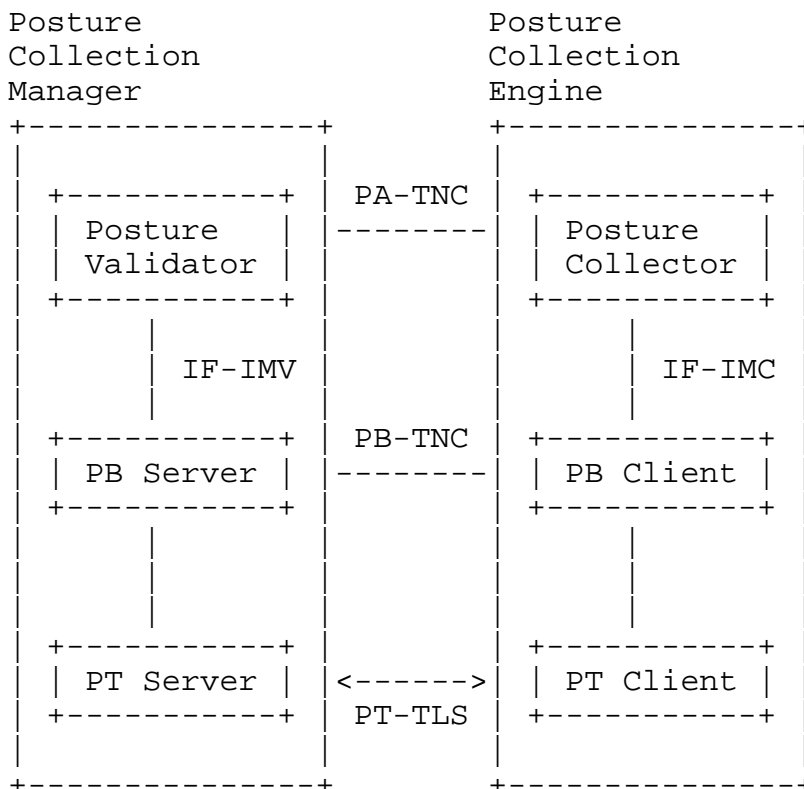 Posture Posture
Collection Collection
Manager Engine
PA-TNC
Posture Posture
Validator Collector
IF-IMV IF-IMC
PB-TNC
PB Server PB Client
PT Server PT Client
PT-TLS